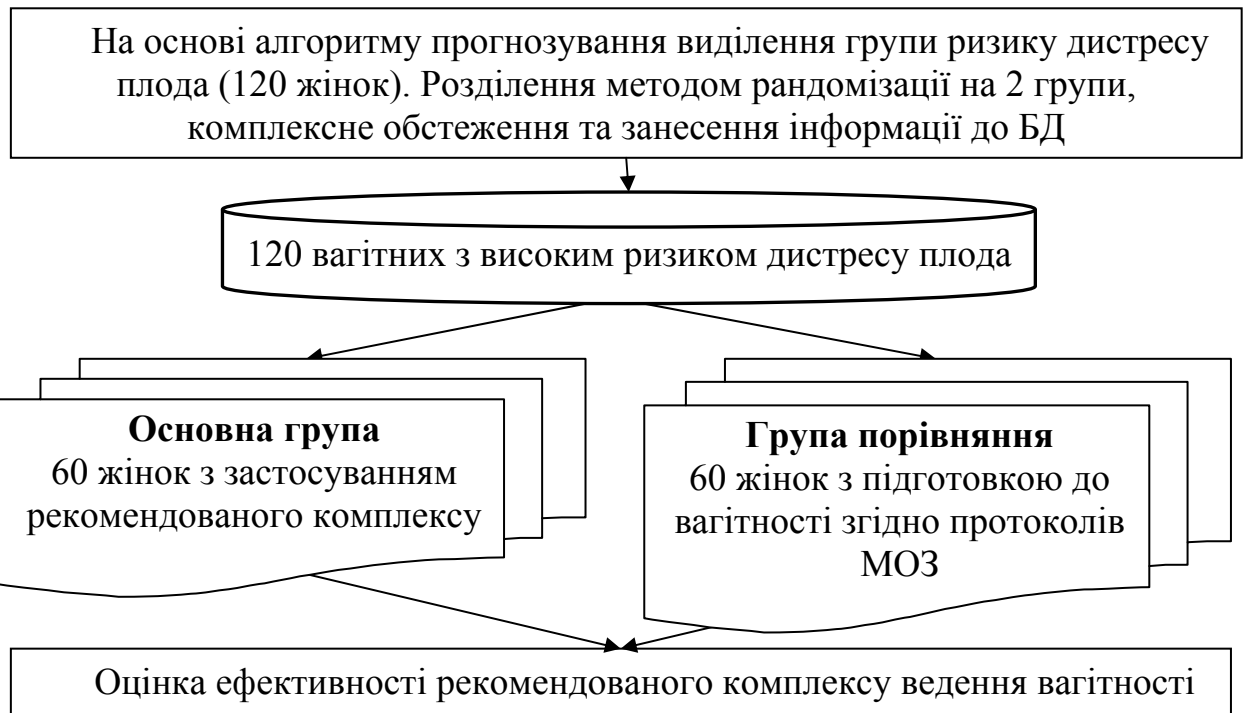 На основі алгоритму прогнозування виділення групи ризику дистресу
плода (120 жінок). Розділення методом рандомізації на 2 групи,
комплексне обстеження та занесення інформації до БД
120 вагітних з високим ризиком дистресу плода
Основна група
60 жінок з застосуванням
рекомендованого комплексу
Група порівняння
60 жінок з підготовкою до
вагітності згідно протоколів
МОЗ
Оцінка ефективності рекомендованого комплексу ведення вагітності